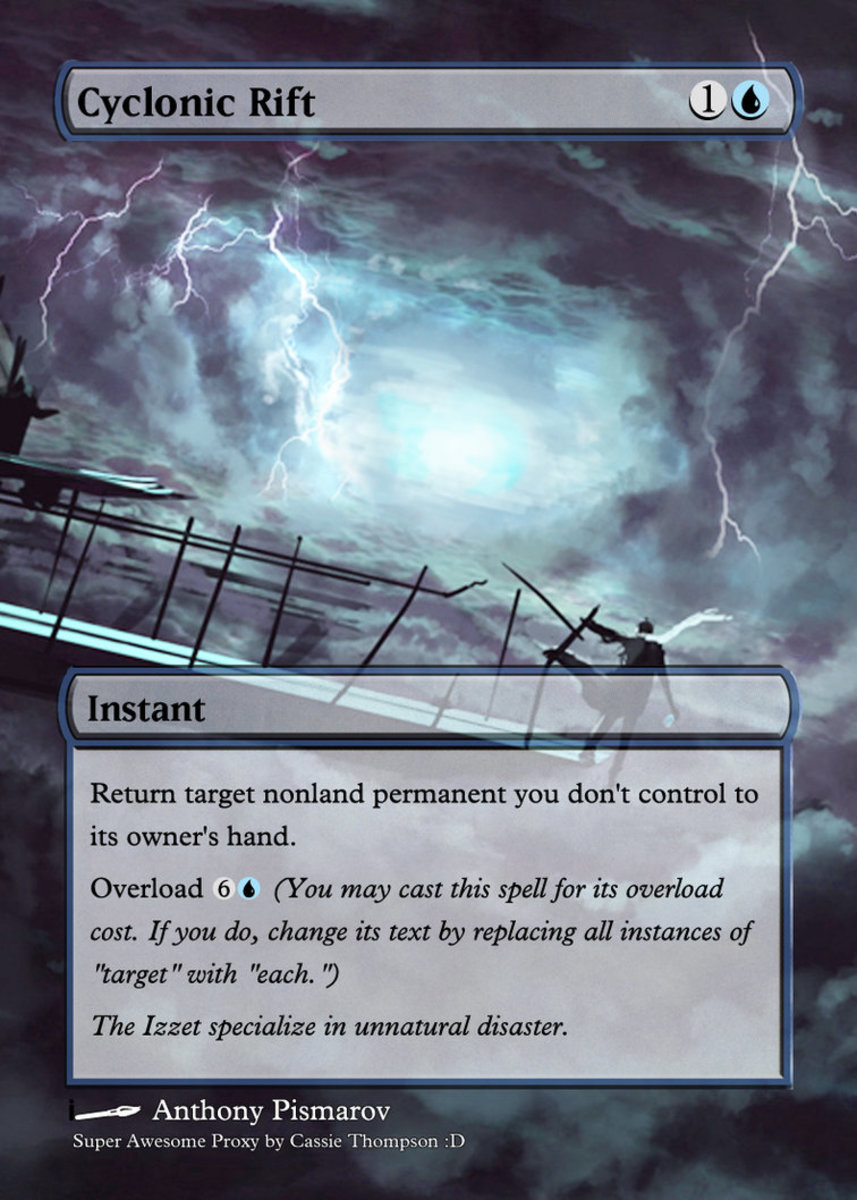 Cyclonic Rift 1
Instant
Return target nonland permanent you don't control to
its owner's hand.
Overload 6 (You may cast this spell for its overload
cost. If you do, change its text by replacing all instances of
"target" with "each.")
The Izzet specialize in unnatural disaster.
Anthony Pismarov
Super Awesome Proxy by Cassie Thompson :D